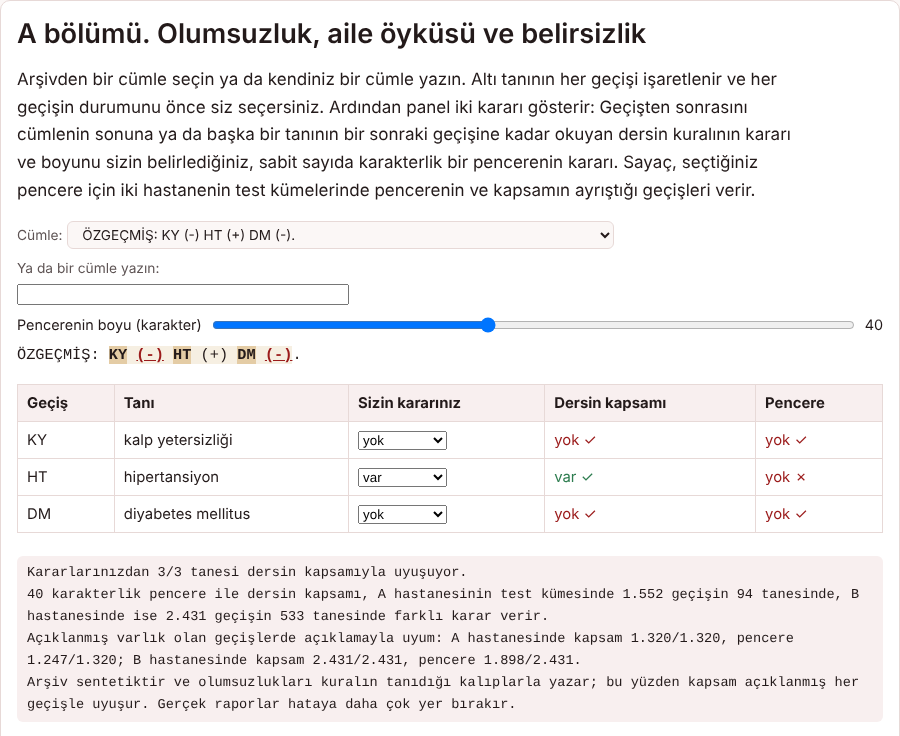 A bölümü. Olumsuzluk, aile öyküsü ve belirsizlik
Arşivden bir cümle seçin ya da kendiniz bir cümle yazın. Altı tanının her geçişi işaretlenir ve her
geçişin durumunu önce siz seçersiniz. Ardından panel iki kararı gösterir: Geçişten sonrasını
cümlenin sonuna ya da başka bir tanının bir sonraki geçişine kadar okuyan dersin kuralının kararı
ve boyunu sizin belirlediğiniz, sabit sayıda karakterlik bir pencerenin kararı. Sayaç, seçtiğiniz
pencere için iki hastanenin test kümelerinde pencerenin ve kapsamın ayrıştığı geçişleri verir.
Cümle: ÖZGEÇMİŞ: KY (-) HT (+) DM (-).
Ya da bir cümle yazın:
Pencerenin boyu (karakter) 40
ÖZGEÇMİŞ: KY (-) HT (+) DM (-).
Geçiş Tanı Sizin kararınız Dersin kapsamı Pencere
KY kalp yetersizliği yok yok ✓ yok ✓
HT hipertansiyon var var ✓ yok ×
DM diyabetes mellitus yok yok ✓ yok ✓
Kararlarınızdan 3/3 tanesi dersin kapsamıyla uyuşuyor.
40 karakterlik pencere ile dersin kapsamı, A hastanesinin test kümesinde 1.552 geçişin 94 tanesinde, B
hastanesinde ise 2.431 geçişin 533 tanesinde farklı karar verir.
Açıklanmış varlık olan geçişlerde açıklamayla uyum: A hastanesinde kapsam 1.320/1.320, pencere
1.247/1.320; B hastanesinde kapsam 2.431/2.431, pencere 1.898/2.431.
Arşiv sentetiktir ve olumsuzlukları kuralın tanıdığı kalıplarla yazar; bu yüzden kapsam açıklanmış her
geçişle uyuşur. Gerçek raporlar hataya daha çok yer bırakır.